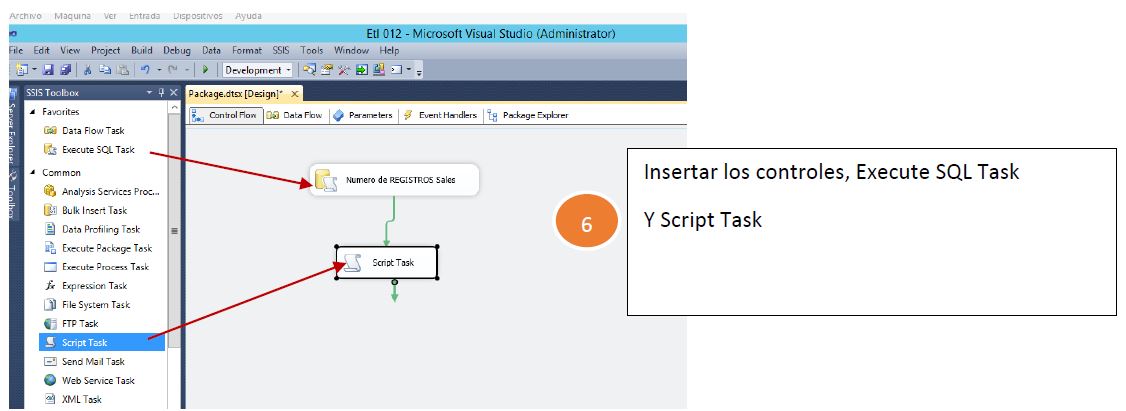 Archivo Máquina Ver Entrada Dispositivos Ayuda
Etl 012 - Microsoft Visual Studio (Administrator)
File Edit View Project Build Debug Data Format SSIS Tools Window Help
Development
SSIS Toolbox
Package.dtsx [Design]*
Favorites
Control Flow Data Flow Parameters Event Handlers Package Explorer
Server Explorer
Toolbox
Data Flow Task
Execute SQL Task
Common
Analysis Services Proc...
Bulk Insert Task
Data Profiling Task
Execute Package Task
Execute Process Task
fx Expression Task
File System Task
FTP Task
Script Task
Send Mail Task
Web Service Task
XML Task
Numero de REGISTROS Sales
Script Task
6
Insertar los controles, Execute SQL Task
Y Script Task